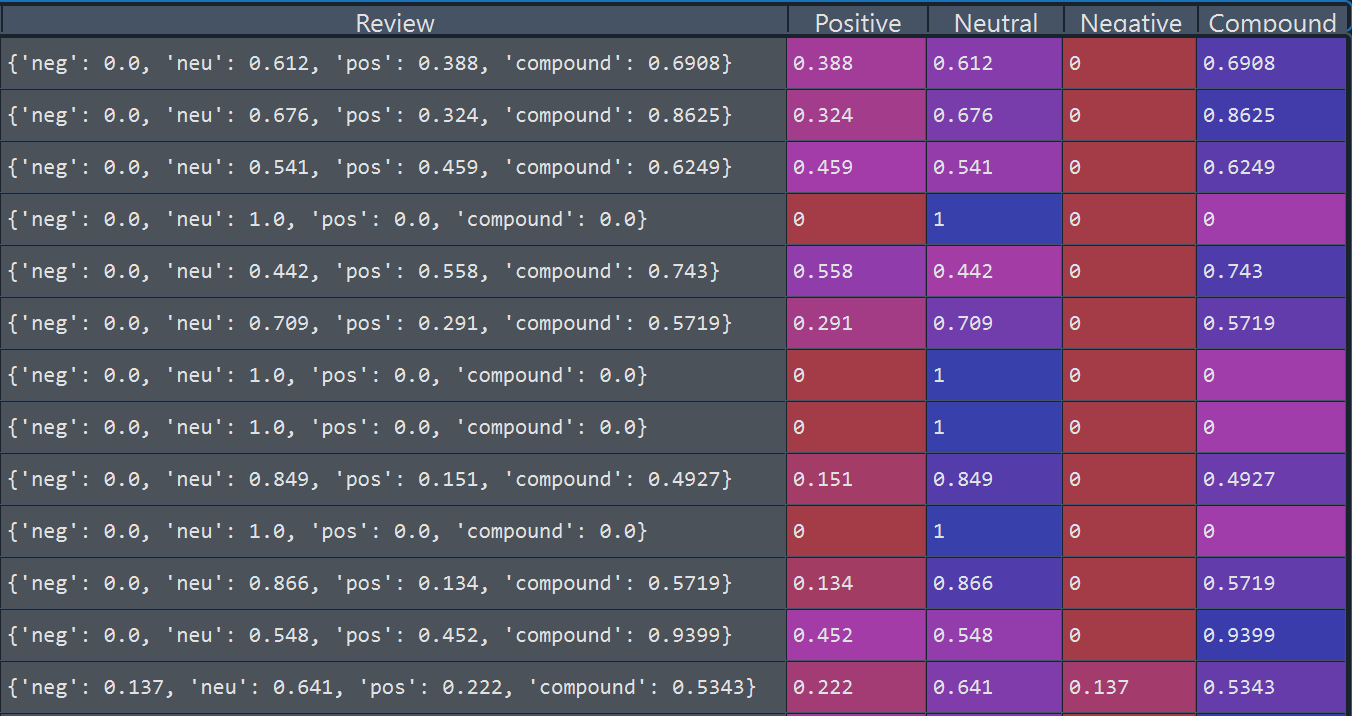 Review Positive Neutral Negative Compound
{'neg': 0.0, 'neu': 0.612, 'pos': 0.388, 'compound': 0.6908} 0.388 0.612 0 0.6908
{'neg': 0.0, 'neu': 0.676, 'pos': 0.324, 'compound': 0.8625} 0.324 0.676 0 0.8625
{'neg': 0.0, 'neu': 0.541, 'pos': 0.459, 'compound': 0.6249} 0.459 0.541 0 0.6249
{'neg': 0.0, 'neu': 1.0, 'pos': 0.0, 'compound': 0.0} 0 1 0 0
{'neg': 0.0, 'neu': 0.442, 'pos': 0.558, 'compound': 0.743} 0.558 0.442 0 0.743
{'neg': 0.0, 'neu': 0.709, 'pos': 0.291, 'compound': 0.5719} 0.291 0.709 0 0.5719
{'neg': 0.0, 'neu': 1.0, 'pos': 0.0, 'compound': 0.0} 0 1 0 0
{'neg': 0.0, 'neu': 1.0, 'pos': 0.0, 'compound': 0.0} 0 1 0 0
{'neg': 0.0, 'neu': 0.849, 'pos': 0.151, 'compound': 0.4927} 0.151 0.849 0 0.4927
{'neg': 0.0, 'neu': 1.0, 'pos': 0.0, 'compound': 0.0} 0 1 0 0
{'neg': 0.0, 'neu': 0.866, 'pos': 0.134, 'compound': 0.5719} 0.134 0.866 0 0.5719
{'neg': 0.0, 'neu': 0.548, 'pos': 0.452, 'compound': 0.9399} 0.452 0.548 0 0.9399
{'neg': 0.137, 'neu': 0.641, 'pos': 0.222, 'compound': 0.5343} 0.222 0.641 0.137 0.5343